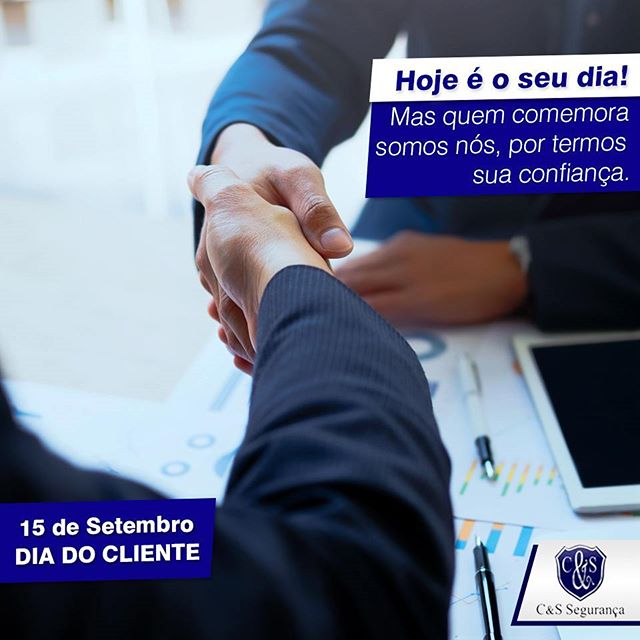 Hoje é o seu dia!
Mas quem comemora
somos nós, por termos
sua confiança.
15 de Setembro
DIA DO CLIENTE
C & S
C&S Segurança